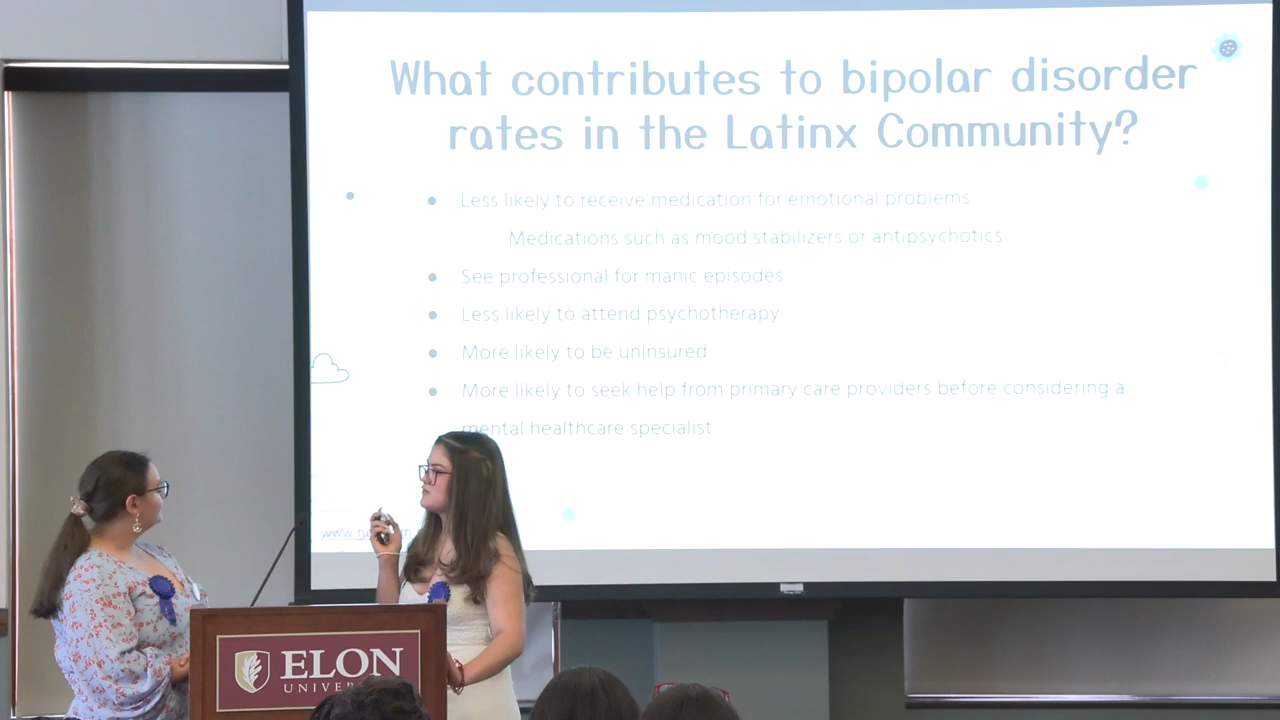 What contributes to bipolar disorder
rates in the Latinx Community?
Less likely to receive medication for emotional problems
Medications such as mood stabilizers or antipsychotics
See professional for manic episodes
Less likely to attend psychotherapy
More likely to be uninsured
More likely to seek help from primary care providers before considering a
mental healthcare specialist
ELON